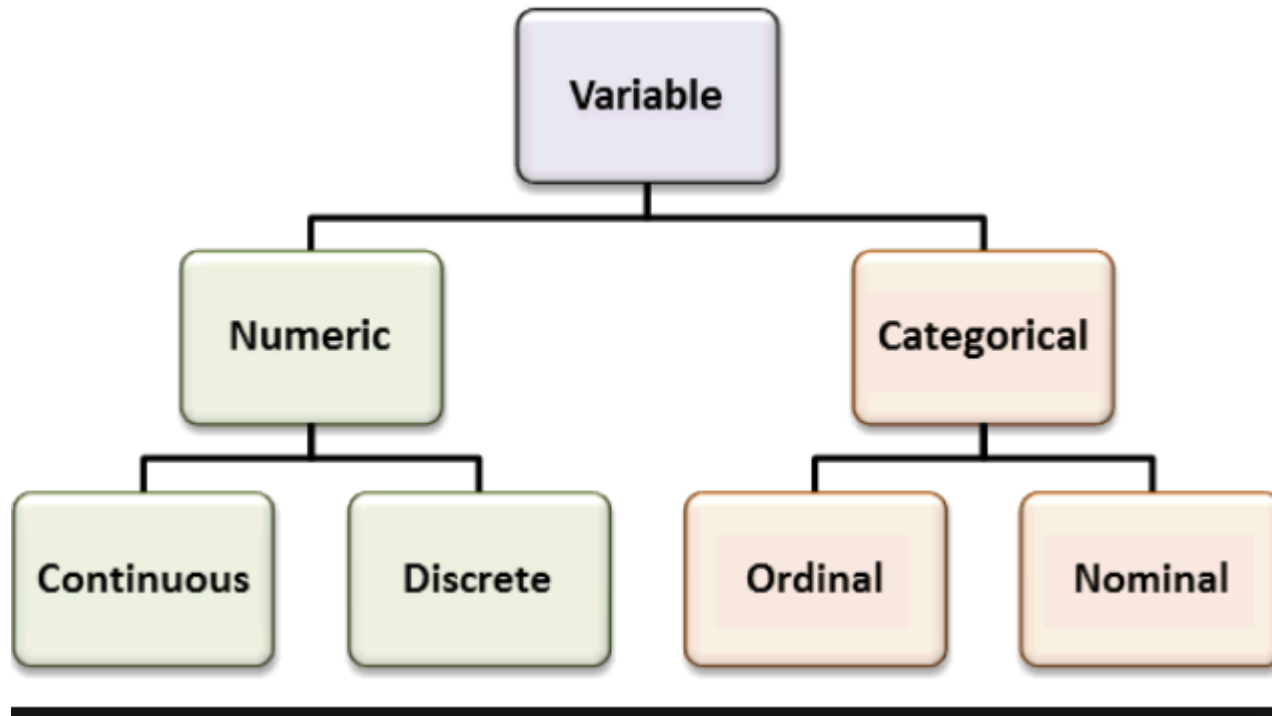 Variable
Numeric
Categorical
Continuous
Discrete
Ordinal
Nominal